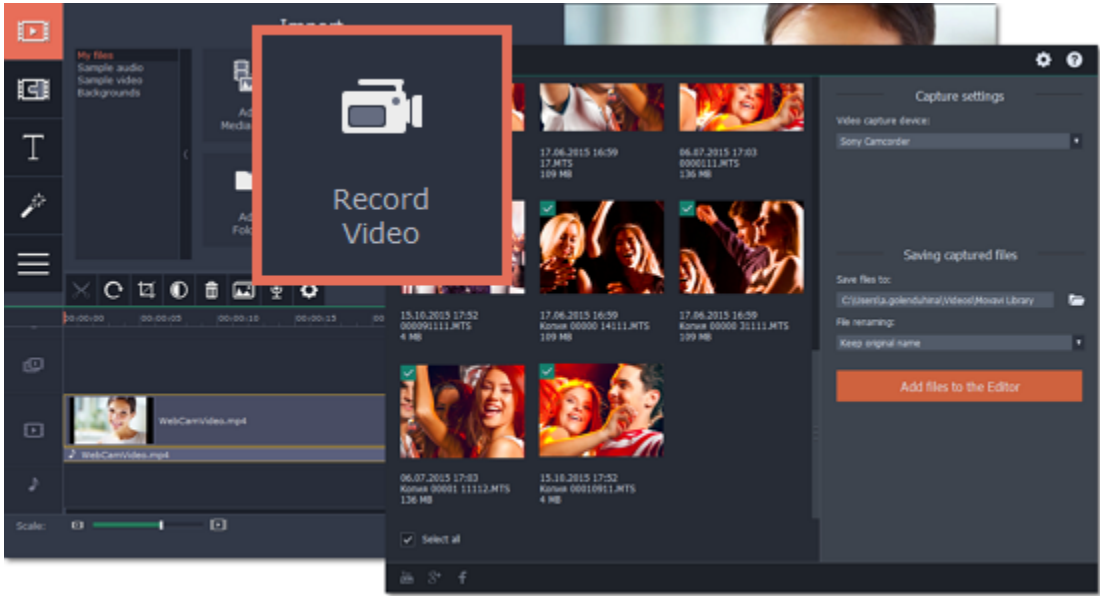 Import
My files
Sample audio
Sample video
Backgrounds
Record
Video
T
00:00:00
00:00:05
00:00:10
00:00:15
WebCamVideo.mp4
WebCamVideo.mp4
Scale:
17.06.2015 16:59
17.MTS
109 MB
06.07.2015 17:03
0000111.MTS
136 MB
15.10.2015 17:52
000091111.MTS
4 MB
17.06.2015 16:59
Копия 00000 14111.MTS
109 MB
17.06.2015 16:59
Копия 00000 31111.MTS
109 MB
06.07.2015 17:03
Копия 00001 11112.MTS
136 MB
15.10.2015 17:52
Копия 00010911.MTS
4 MB
Select all
Capture settings
Video capture device:
Sony Camcorder
Saving captured files
Save files to:
C:\Users\a.golenduhina\Videos\Movavi Library
File renaming:
Keep original name
Add files to the Editor